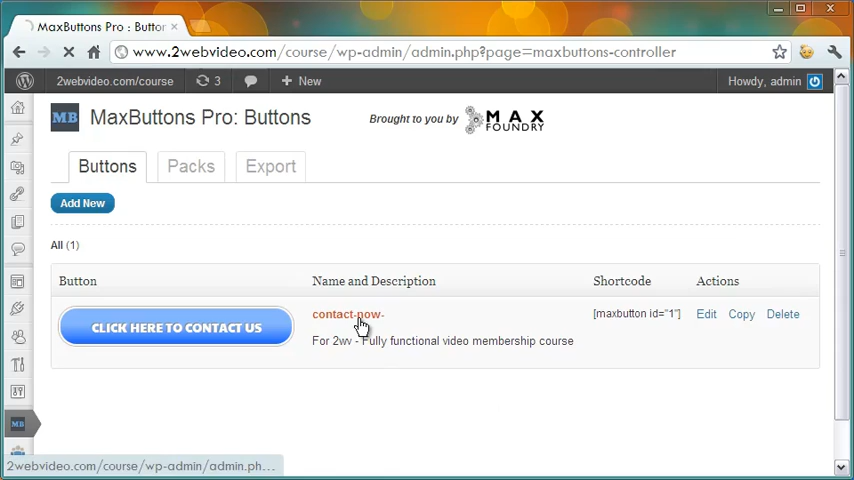 MaxButtons Pro : Button
www.2webvideo.com/course/wp-admin/admin.php?page=maxbuttons-controller
2webvideo.com/course 3 + New Howdy, admin
MB MaxButtons Pro: Buttons Brought to you by MAX FOUNDRY
Buttons Packs Export
Add New
All (1)
Button Name and Description Shortcode Actions
CLICK HERE TO CONTACT US contact-now- [maxbutton id="1"] Edit Copy Delete
For 2wv - Fully functional video membership course
MB
2webvideo.com/course/wp-admin/admin.ph...